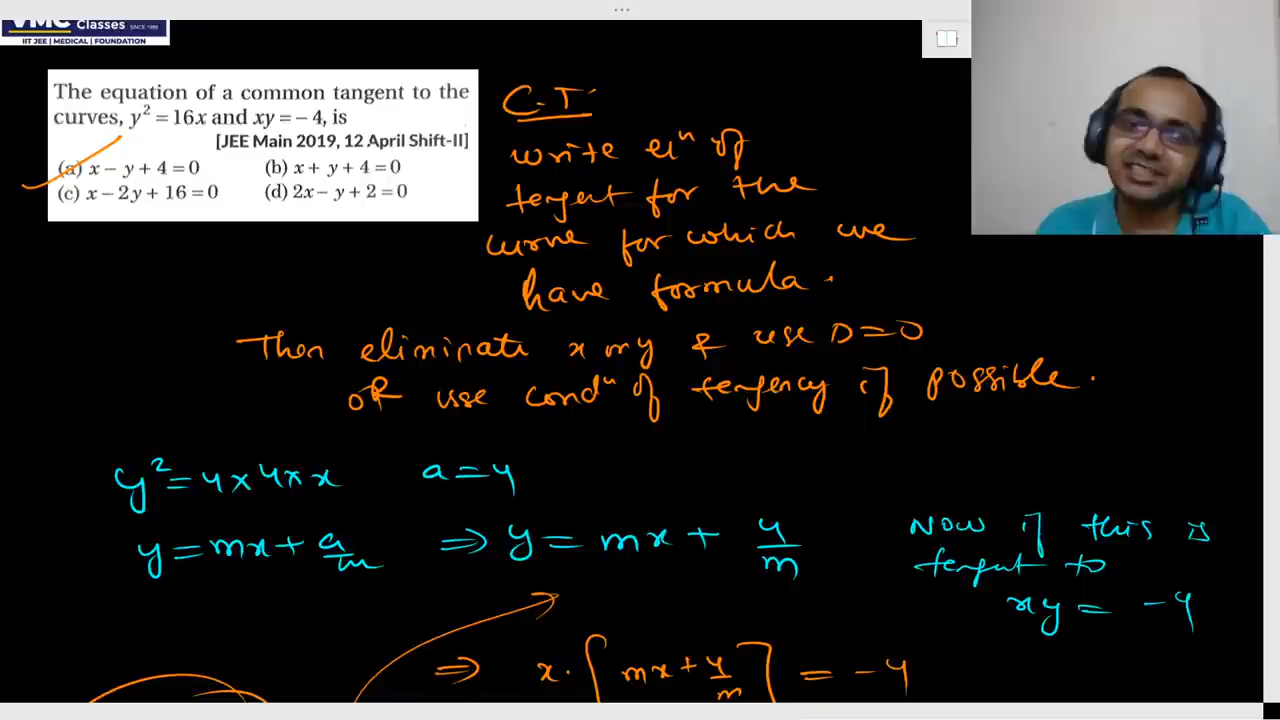 VMC Classes SINCE 1986
IIT JEE | MEDICAL | FOUNDATION
The equation of a common tangent to the
curves, y² = 16x and xy = – 4, is
[JEE Main 2019, 12 April Shift-II]
(a) x – y + 4 = 0 (b) x + y + 4 = 0
(c) x – 2y + 16 = 0 (d) 2x – y + 2 = 0
C.T.
write eqⁿ of
tangent for the
curve for which we
have formula.
Then eliminate x or y & use D=0
OR use condⁿ of tangency if possible.
y² = 4×4×x a = 4
y = mx + a/m ⇒ y = mx + 4/m
Now if this is
tangent to
xy = -4
⇒ x·[mx + 4/m] = -4